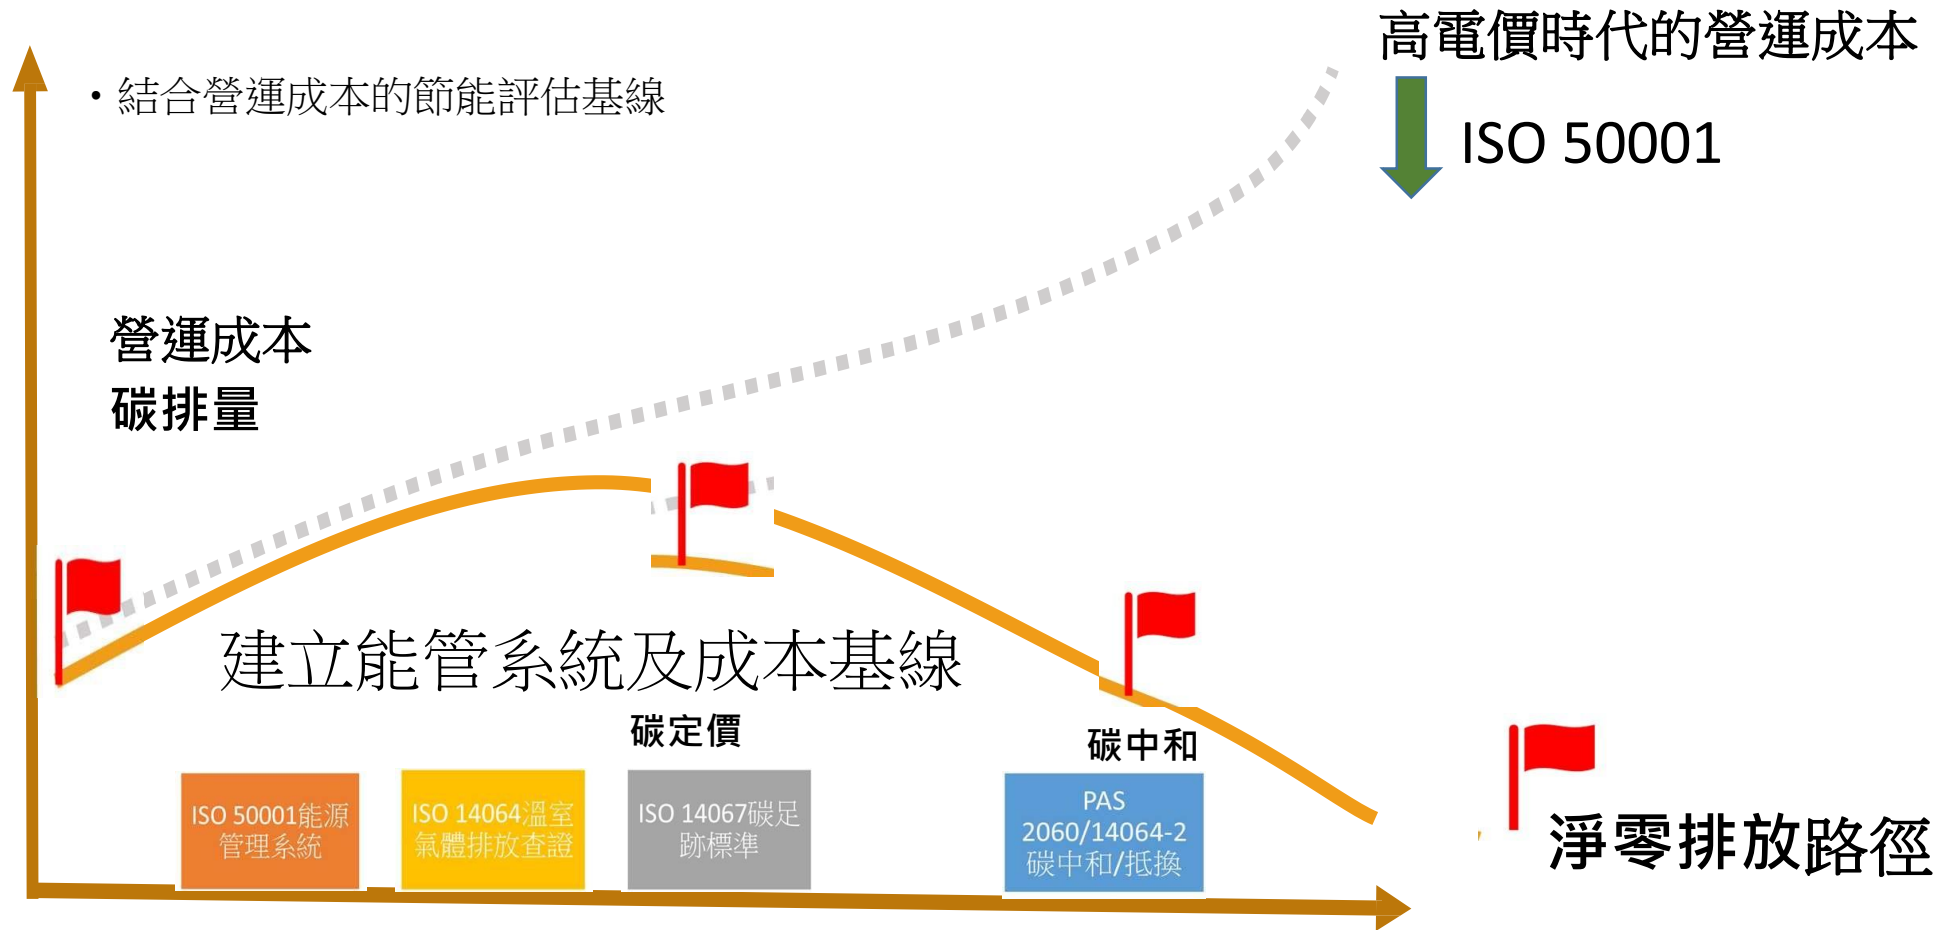 高電價時代的營運成本
・結合營運成本的節能評估基線
ISO 50001
營運成本
碳排量
建立能管系統及成本基線
碳定價
碳中和
ISO 50001能源
管理系統
ISO 14064溫室
氣體排放查證
ISO 14067碳足
跡標準
PAS
2060/14064-2
碳中和/抵換
淨零排放路徑